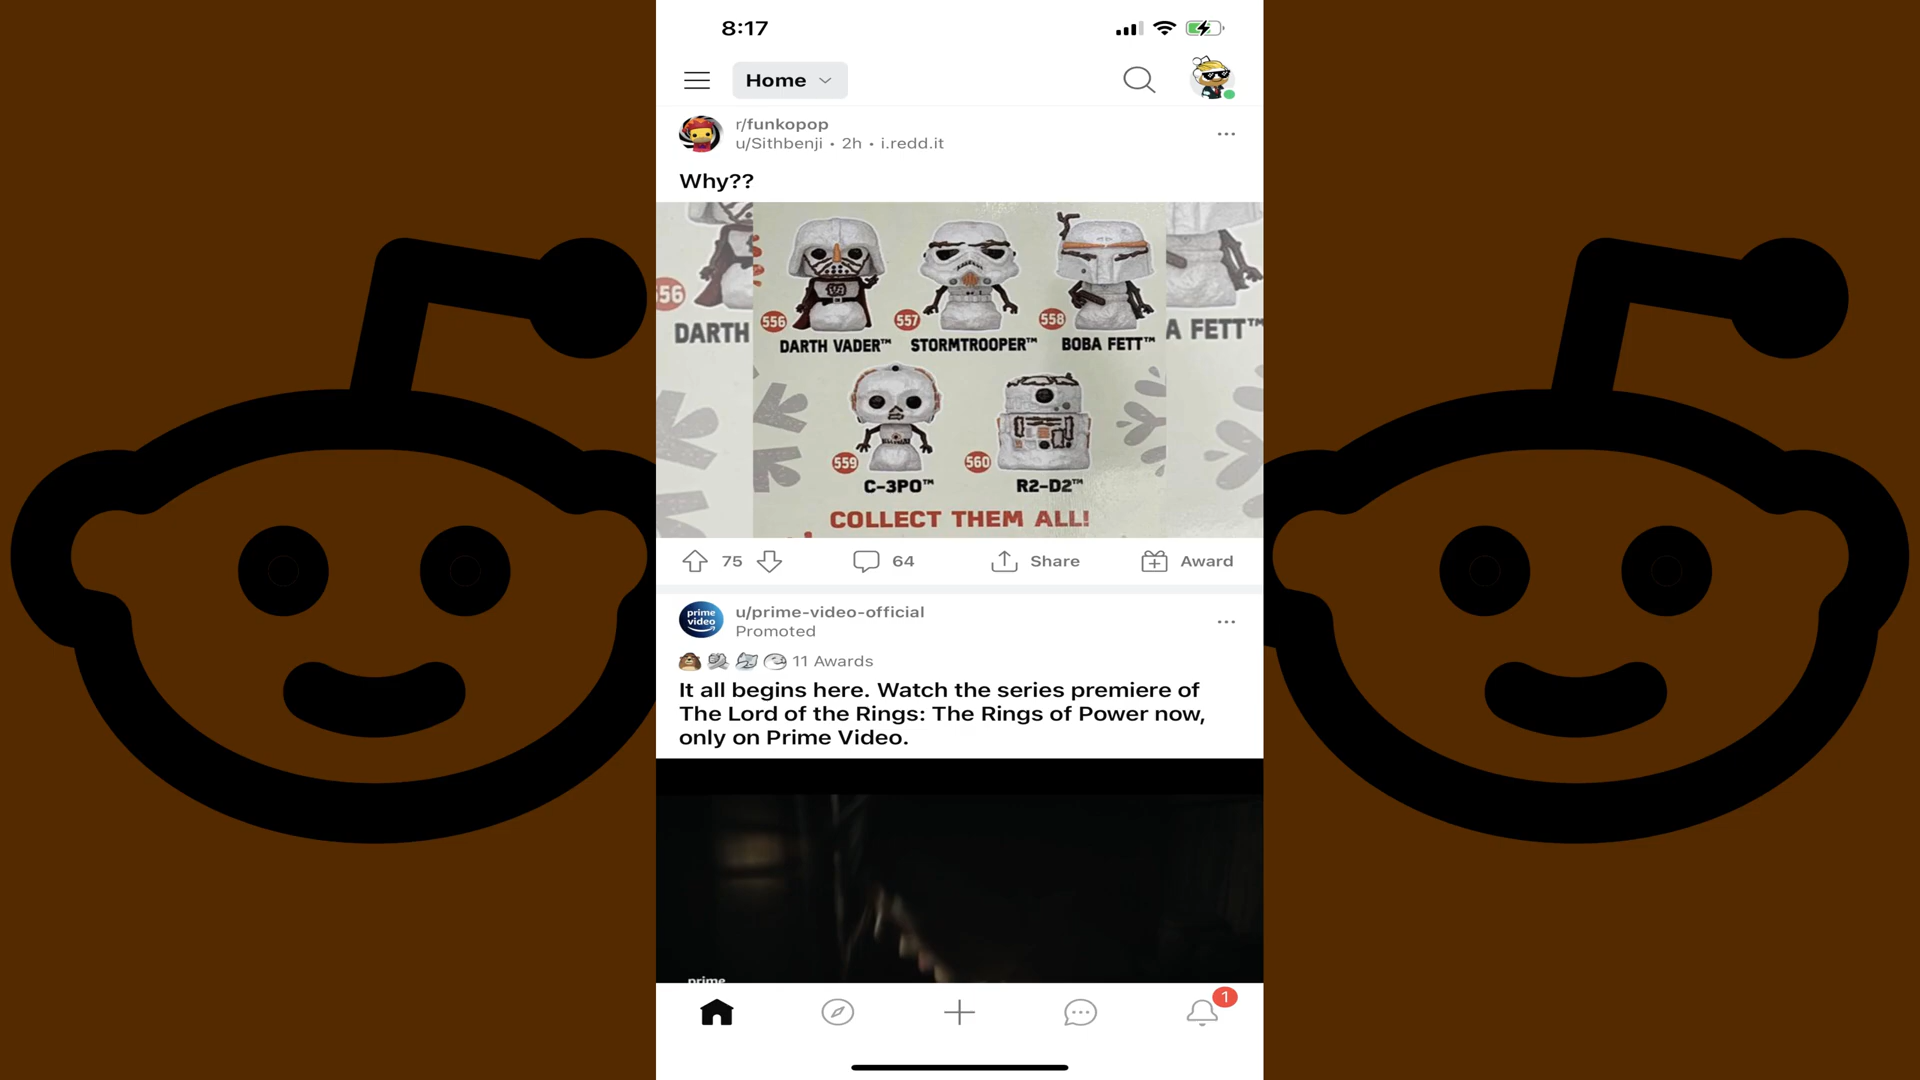 8:17
Home
r/funkopop
u/Sithbenji • 2h • i.redd.it
Why??
556
DARTH
556
DARTH VADER™
557
STORMTROOPER™
558
BOBA FETT™
A FETT™
559
C-3PO™
560
R2-D2™
COLLECT THEM ALL!
75
64
Share
Award
prime
video
u/prime-video-official
Promoted
11 Awards
It all begins here. Watch the series premiere of
The Lord of the Rings: The Rings of Power now,
only on Prime Video.
prime
1